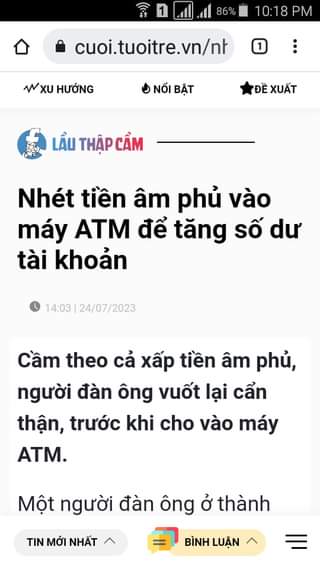 1 86% 10:18 PM
cuoi.tuoitre.vn/nh 1
XU HƯỚNG NỔI BẬT ĐỀ XUẤT
LẨU THẬP CẨM
Nhét tiền âm phủ vào
máy ATM để tăng số dư
tài khoản
14:03 | 24/07/2023
Cầm theo cả xấp tiền âm phủ,
người đàn ông vuốt lại cẩn
thận, trước khi cho vào máy
ATM.
Một người đàn ông ở thành
TIN MỚI NHẤT BÌNH LUẬN